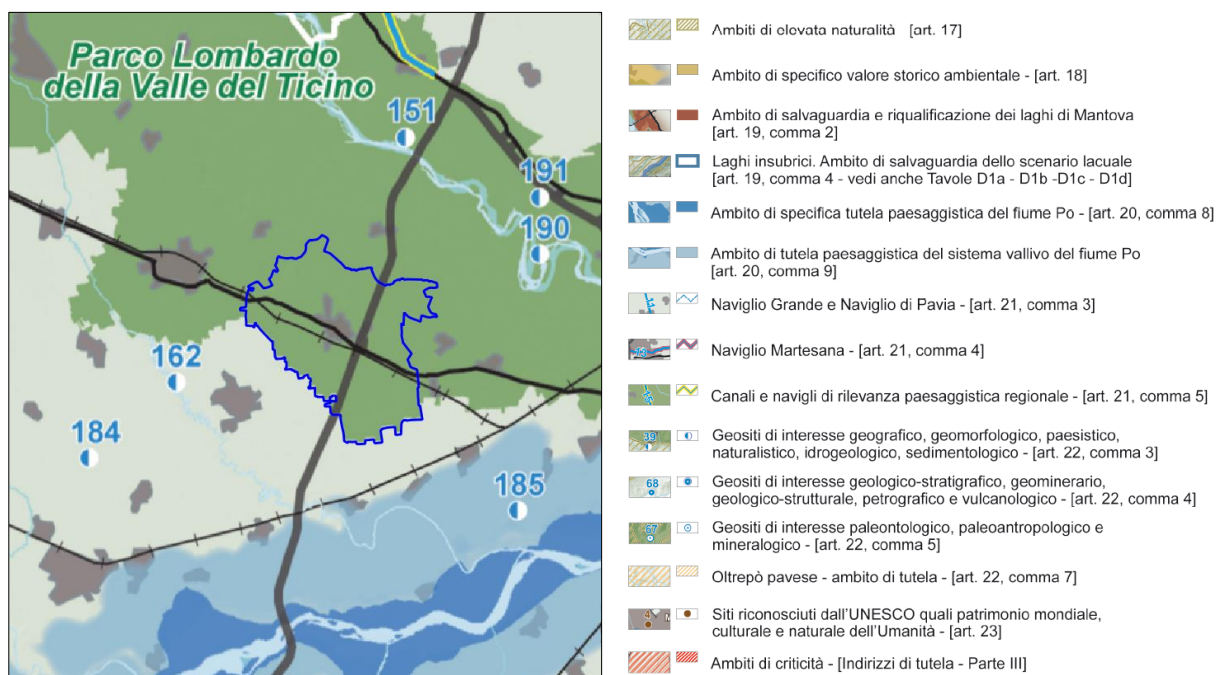 Parco Lombardo
della Valle del Ticino
151
191
190
162
184
185
Ambiti di elevata naturalità [art. 17]
Ambito di specifico valore storico ambientale - [art. 18]
Ambito di salvaguardia e riqualificazione dei laghi di Mantova
[art. 19, comma 2]
Laghi insubrici. Ambito di salvaguardia dello scenario lacuale
[art. 19, comma 4 - vedi anche Tavole D1a - D1b -D1c - D1d]
Ambito di specifica tutela paesaggistica del fiume Po - [art. 20, comma 8]
Ambito di tutela paesaggistica del sistema vallivo del fiume Po
[art. 20, comma 9]
Naviglio Grande e Naviglio di Pavia - [art. 21, comma 3]
Naviglio Martesana - [art. 21, comma 4]
Canali e navigli di rilevanza paesaggistica regionale - [art. 21, comma 5]
39
Geositi di interesse geografico, geomorfologico, paesistico,
naturalistico, idrogeologico, sedimentologico - [art. 22, comma 3]
68
Geositi di interesse geologico-stratigrafico, geominerario,
geologico-strutturale, petrografico e vulcanologico - [art. 22, comma 4]
67
Geositi di interesse paleontologico, paleoantropologico e
mineralogico - [art. 22, comma 5]
Oltrepò pavese - ambito di tutela - [art. 22, comma 7]
4
Siti riconosciuti dall'UNESCO quali patrimonio mondiale,
culturale e naturale dell'Umanità - [art. 23]
Ambiti di criticità - [Indirizzi di tutela - Parte III]